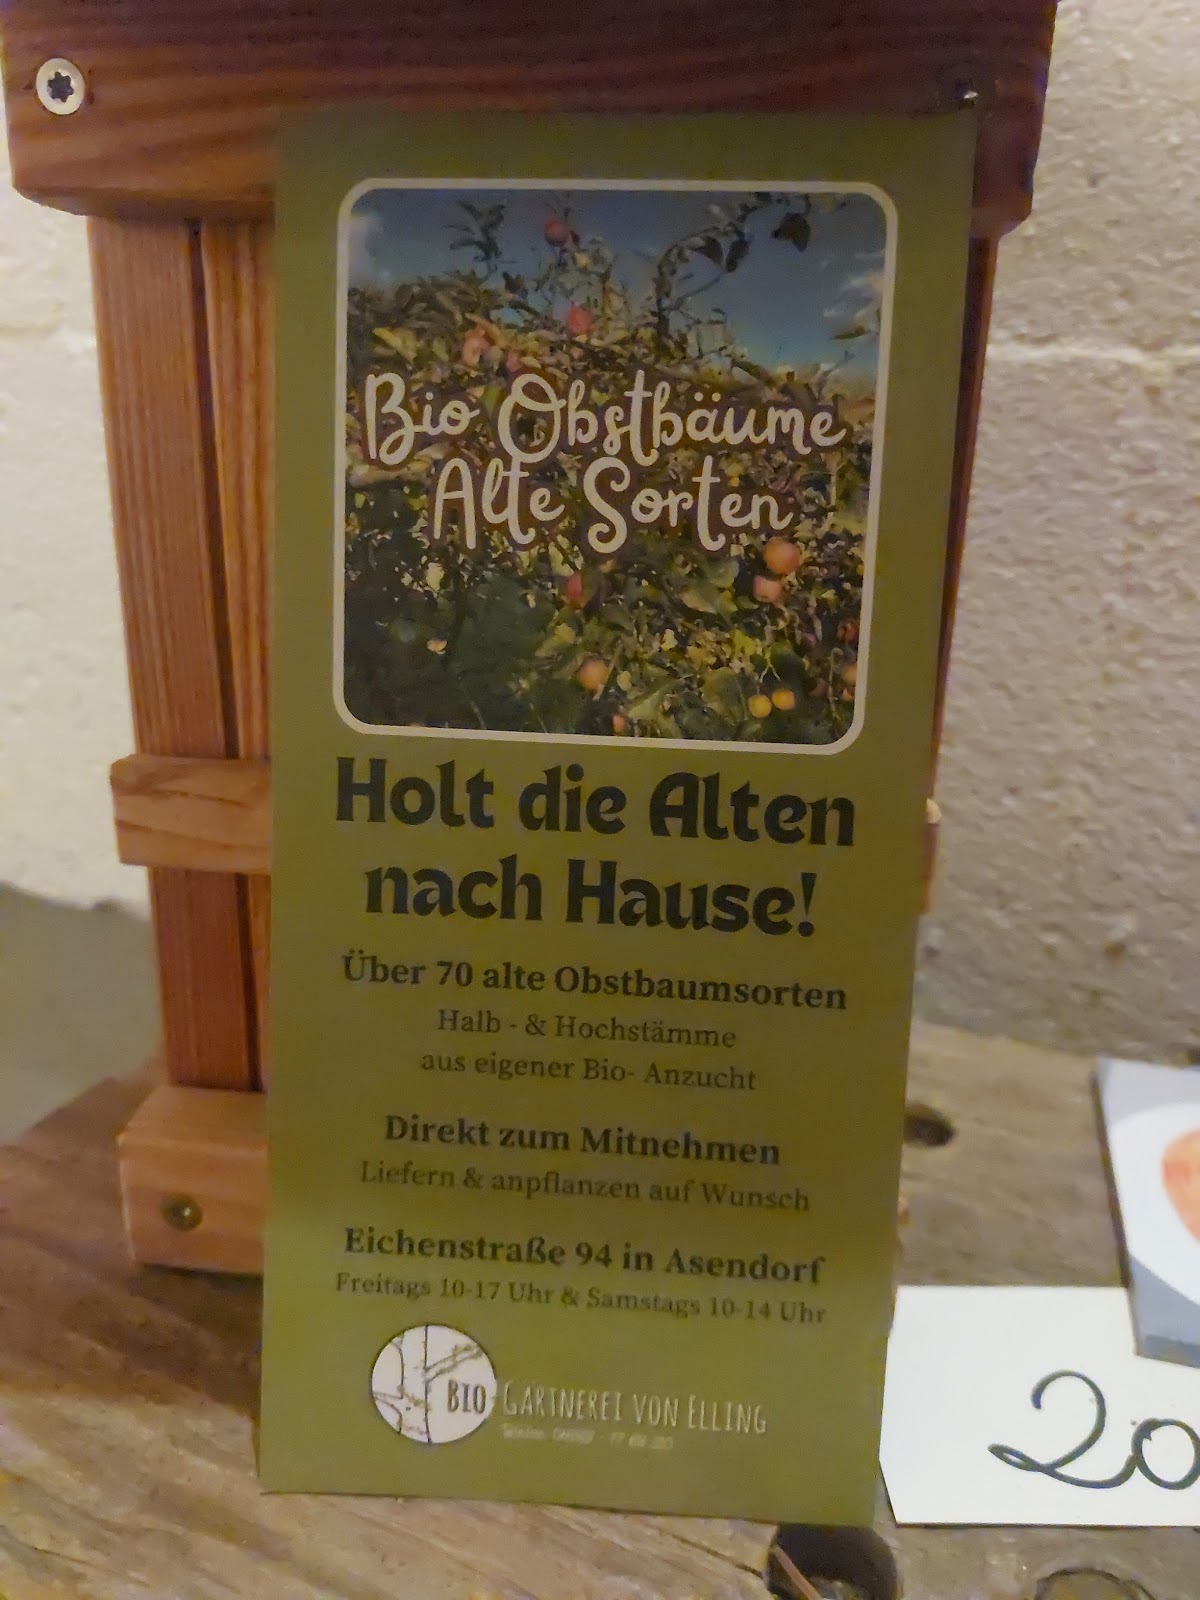 Bio Obstbäume
Alte Sorten
Holt die Alten
nach Hause!
Über 70 alte Obstbaumsorten
Halb - & Hochstämme
aus eigener Bio- Anzucht
Direkt zum Mitnehmen
Liefern & anpflanzen auf Wunsch
Eichenstraße 94 in Asendorf
Freitags 10-17 Uhr & Samstags 10-14 Uhr
BIO-GÄRTNEREI VON ELLING
20